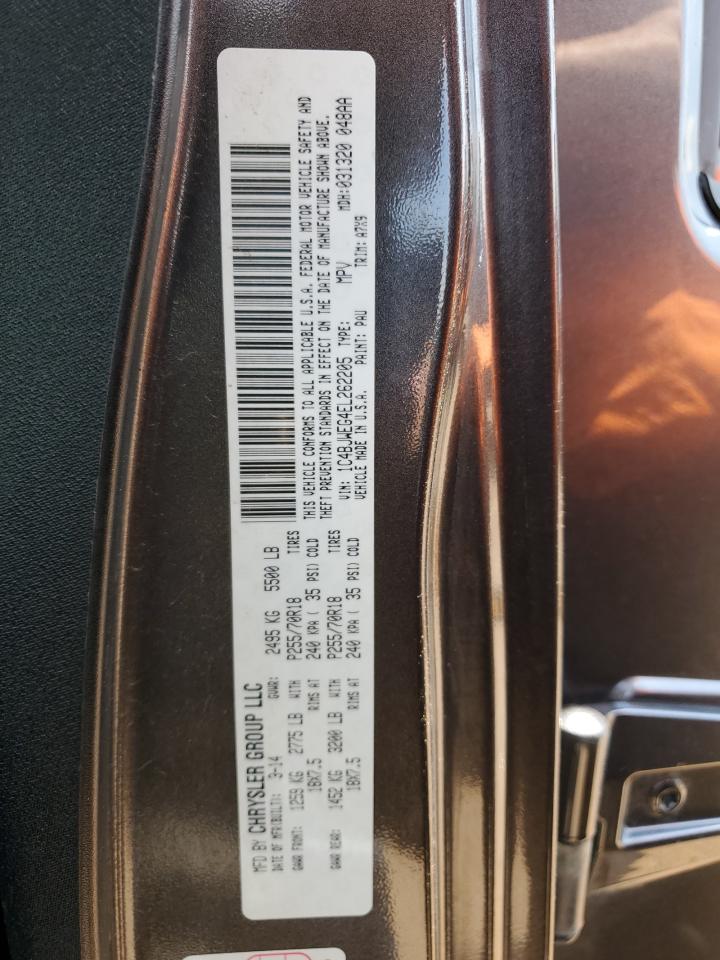 MFD BY CHRYSLER GROUP LLC
DATE OF MFR(BUILT): 3-14 GVWR: 2495 KG 5500 LB
GAWR FRONT: 1259 KG 2775 LB WITH P255/70R18 TIRES
18X7.5 RIMS AT 240 KPA ( 35 PSI) COLD
GAWR REAR: 1452 KG 3200 LB WITH P255/70R18 TIRES
18X7.5 RIMS AT 240 KPA ( 35 PSI) COLD
THIS VEHICLE CONFORMS TO ALL APPLICABLE U.S.A. FEDERAL MOTOR VEHICLE SAFETY AND
THEFT PREVENTION STANDARDS IN EFFECT ON THE DATE OF MANUFACTURE SHOWN ABOVE.
VIN: 1C4BJWEG4EL262205 TYPE: MPV MDH:031320 048AA
VEHICLE MADE IN U.S.A. PAINT: PAU TRIM: A7X9